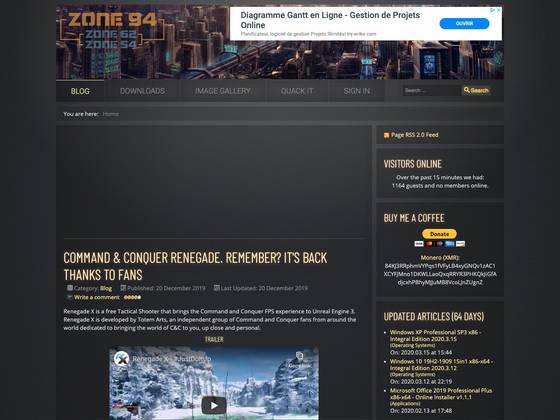 ZONE 94
ZONE 62
ZONE 54
Diagramme Gantt en Ligne - Gestion de Projets
Online
Planificateur, logiciel de gestion Projets.
OUVRIR
BLOG
DOWNLOADS
IMAGE GALLERY
QUACK IT
SIGN IN
Search ...
Search
You are here: Home
COMMAND & CONQUER RENEGADE. REMEMBER? IT'S BACK
THANKS TO FANS
Category: Blog
Published: 20 December 2019
Last Updated: 20 December 2019
Write a comment
Renegade X is a free Tactical Shooter that brings the Command and Conquer FPS experience to Unreal Engine 3.
Renegade X is developed by Totem Arts, an independent group of Command and Conquer fans from around the
world dedicated to bringing the world of C&C to you, up close and personal.
TRAILER
Renegade X -
Page RSS 2.0 Feed
VISITORS ONLINE
Over the past 15 minutes we had:
1164 guests and no members online.
BUY ME A COFFEE
Donate
Monero (XMR):
UPDATED ARTICLES (64 DAYS)
Windows XP Professional SP3 x86 -
Integral Edition 2020.3.15
(Operating Systems)
On: 2020.03.15 at 15:44
Windows 10 19H2-1909 15in1 x86/x64 -
Integral Edition 2020.3.12
(Operating Systems)
On: 2020.03.12 at 22:19
Microsoft Office 2019 Professional Plus
x86/x64 - Online Installer v1.1.1
(Applications)
On: 2020.02.13 at 17:48